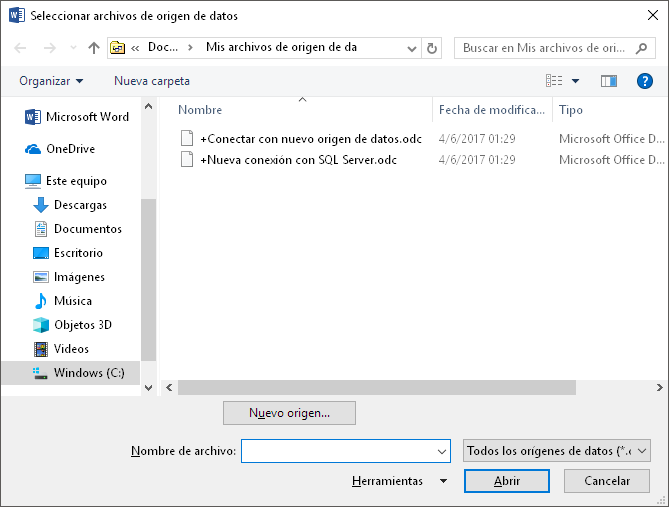 Seleccionar archivos de origen de datos
« Doc... > Mis archivos de origen de da
Buscar en Mis archivos de ori...
Organizar Nueva carpeta
Nombre Fecha de modifica... Tipo
Microsoft Word
OneDrive
Este equipo
Descargas
Documentos
Escritorio
Imágenes
Música
Objetos 3D
Videos
Windows (C:)
+Conectar con nuevo origen de datos.odc 4/6/2017 01:29 Microsoft Office D...
+Nueva conexión con SQL Server.odc 4/6/2017 01:29 Microsoft Office D...
Nuevo origen...
Nombre de archivo: Todos los orígenes de datos (*.o
Herramientas Abrir Cancelar